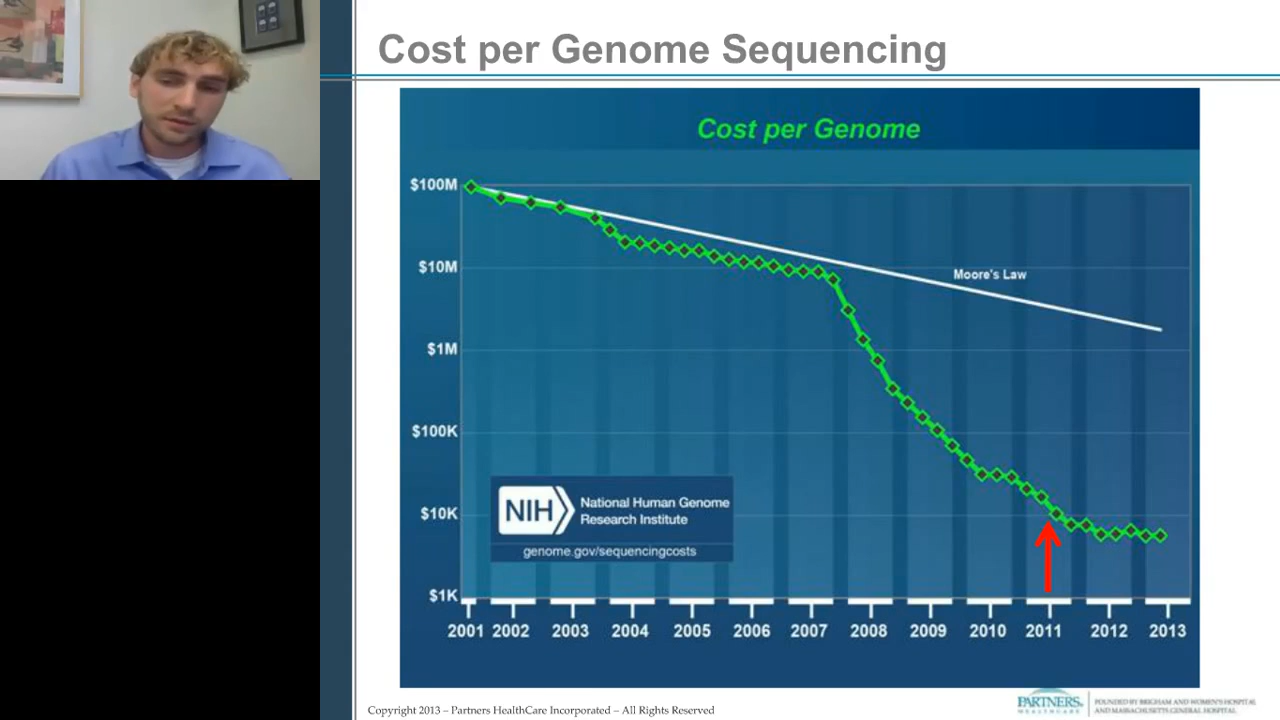 Cost per Genome Sequencing
Cost per Genome
$100M
$10M
$1M
$100K
$10K
$1K
Moore's Law
NIH
National Human Genome
Research Institute
genome.gov/sequencingcosts
2001 2002 2003 2004 2005 2006 2007 2008 2009 2010 2011 2012 2013
Copyright 2013 – Partners HealthCare Incorporated – All Rights Reserved
PARTNERS.
HEALTHCARE
FOUNDED BY BRIGHAM AND WOMEN'S HOSPITAL
AND MASSACHUSETTS GENERAL HOSPITAL